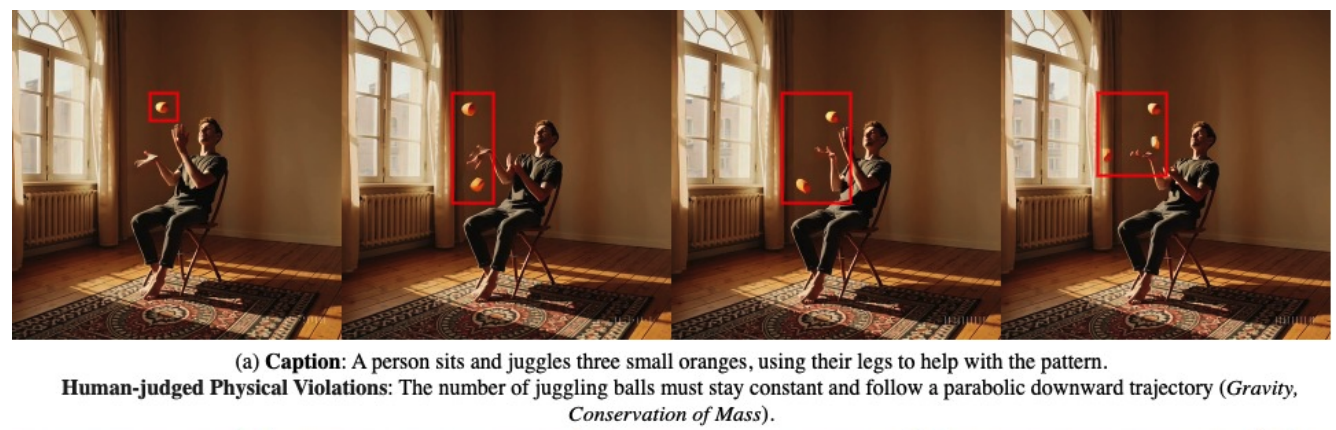 (a) Caption: A person sits and juggles three small oranges, using their legs to help with the pattern.
Human-judged Physical Violations: The number of juggling balls must stay constant and follow a parabolic downward trajectory (Gravity,
Conservation of Mass).